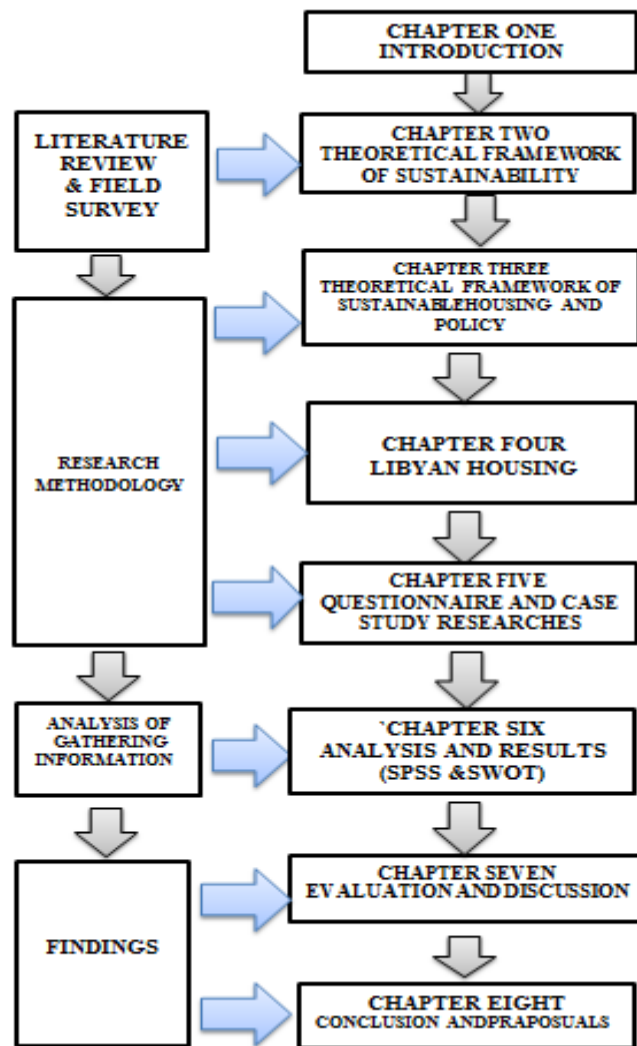 CHAPTER ONE
INTRODUCTION
LITERATURE
REVIEW
& FIELD
SURVEY
CHAPTER TWO
THEORETICAL FRAMEWORK
OF SUSTAINABILITY
CHAPTER THREE
THEORETICAL FRAMEWORK OF
SUSTAINABLEHOUSING AND
POLICY
RESEARCH
METHODOLOGY
CHAPTER FOUR
LIBYAN HOUSING
CHAPTER FIVE
QUESTIONNAIRE AND CASE
STUDY RESEARCHES
ANALYSIS OF
GATHERING
INFORMATION
`CHAPTER SIX
ANALYSIS AND RESULTS
(SPSS &SWOT)
CHAPTER SEVEN
EVALUATION AND DISCUSSION
FINDINGS
CHAPTER EIGHT
CONCLUSION ANDPRAPOSUALS